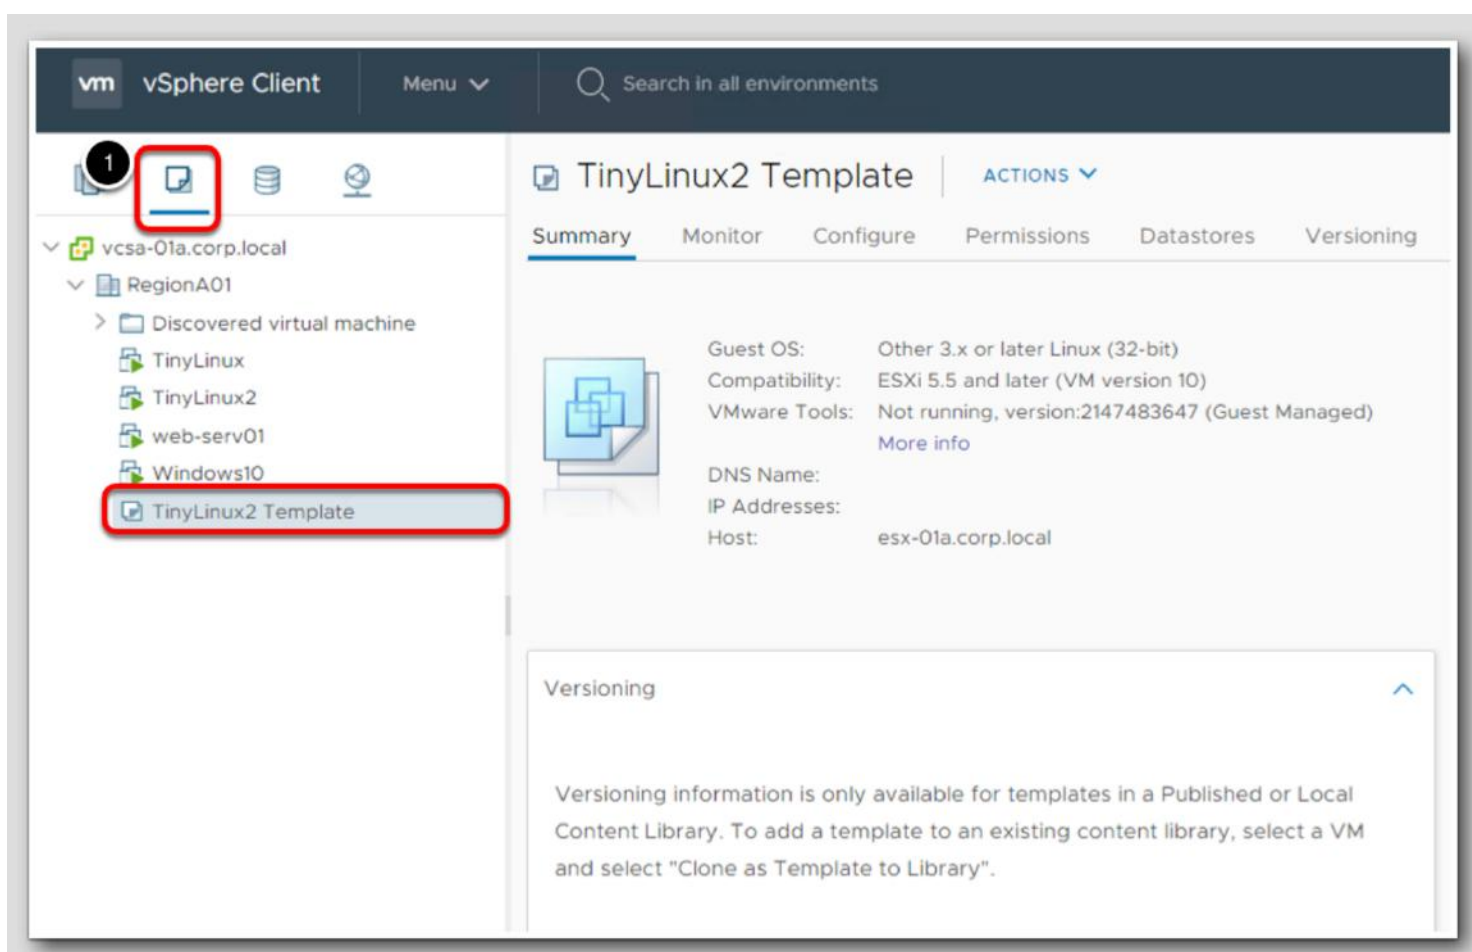 vm vSphere Client Menu Search in all environments
1
TinyLinux2 Template ACTIONS
Summary Monitor Configure Permissions Datastores Versioning
vcsa-01a.corp.local
RegionA01
Discovered virtual machine
TinyLinux
TinyLinux2
web-serv01
Windows10
TinyLinux2 Template
Guest OS: Other 3.x or later Linux (32-bit)
Compatibility: ESXi 5.5 and later (VM version 10)
VMware Tools: Not running, version:2147483647 (Guest Managed)
More info
DNS Name:
IP Addresses:
Host: esx-01a.corp.local
Versioning
Versioning information is only available for templates in a Published or Local
Content Library. To add a template to an existing content library, select a VM
and select "Clone as Template to Library".